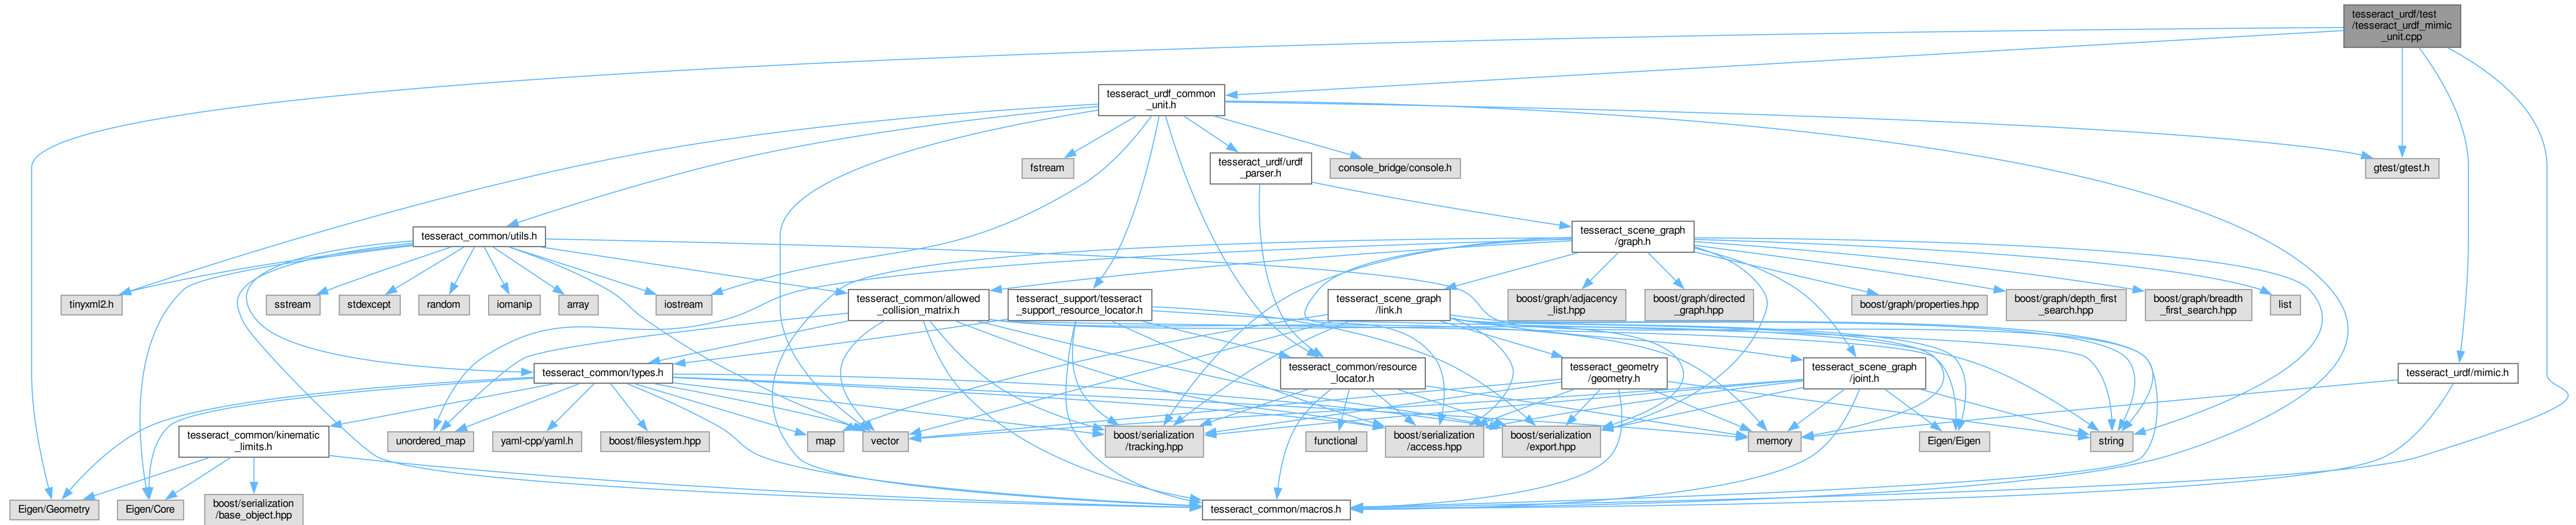 tesseract_urdf/test
/tesseract_urdf_mimic
_unit.cpp
tesseract_urdf_common
_unit.h
fstream
tesseract_urdf/urdf
_parser.h
console_bridge/console.h
gtest/gtest.h
tesseract_common/utils.h
tesseract_scene_graph
/graph.h
tinyxml2.h
sstream
stdexcept
random
iomanip
array
iostream
tesseract_common/allowed
_collision_matrix.h
tesseract_support/tesseract
_support_resource_locator.h
tesseract_scene_graph
/link.h
boost/graph/adjacency
_list.hpp
boost/graph/directed
_graph.hpp
boost/graph/properties.hpp
boost/graph/depth_first
_search.hpp
boost/graph/breadth
_first_search.hpp
list
tesseract_common/types.h
tesseract_common/resource
_locator.h
tesseract_geometry
/geometry.h
tesseract_scene_graph
/joint.h
tesseract_urdf/mimic.h
tesseract_common/kinematic
_limits.h
unordered_map
yaml-cpp/yaml.h
boost/filesystem.hpp
map
vector
boost/serialization
/tracking.hpp
functional
boost/serialization
/access.hpp
boost/serialization
/export.hpp
memory
Eigen/Eigen
string
Eigen/Geometry
Eigen/Core
boost/serialization
/base_object.hpp
tesseract_common/macros.h